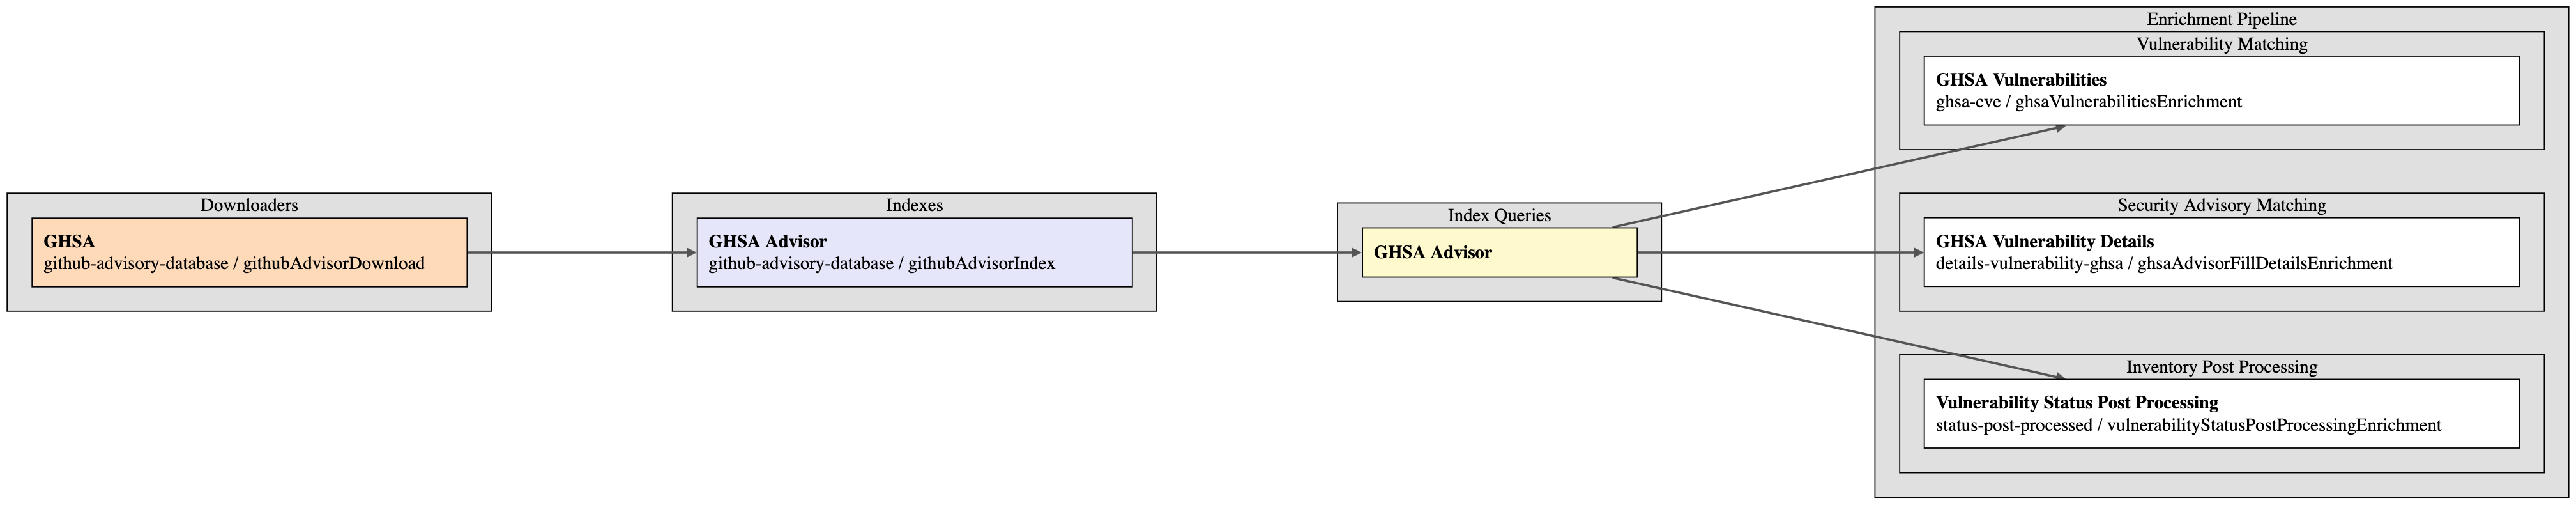 Downloaders
GHSA
github-advisory-database / githubAdvisorDownload
Indexes
GHSA Advisor
github-advisory-database / githubAdvisorIndex
Index Queries
GHSA Advisor
Enrichment Pipeline
Vulnerability Matching
GHSA Vulnerabilities
ghsa-cve / ghsaVulnerabilitiesEnrichment
Security Advisory Matching
GHSA Vulnerability Details
details-vulnerability-ghsa / ghsaAdvisorFillDetailsEnrichment
Inventory Post Processing
Vulnerability Status Post Processing
status-post-processed / vulnerabilityStatusPostProcessingEnrichment